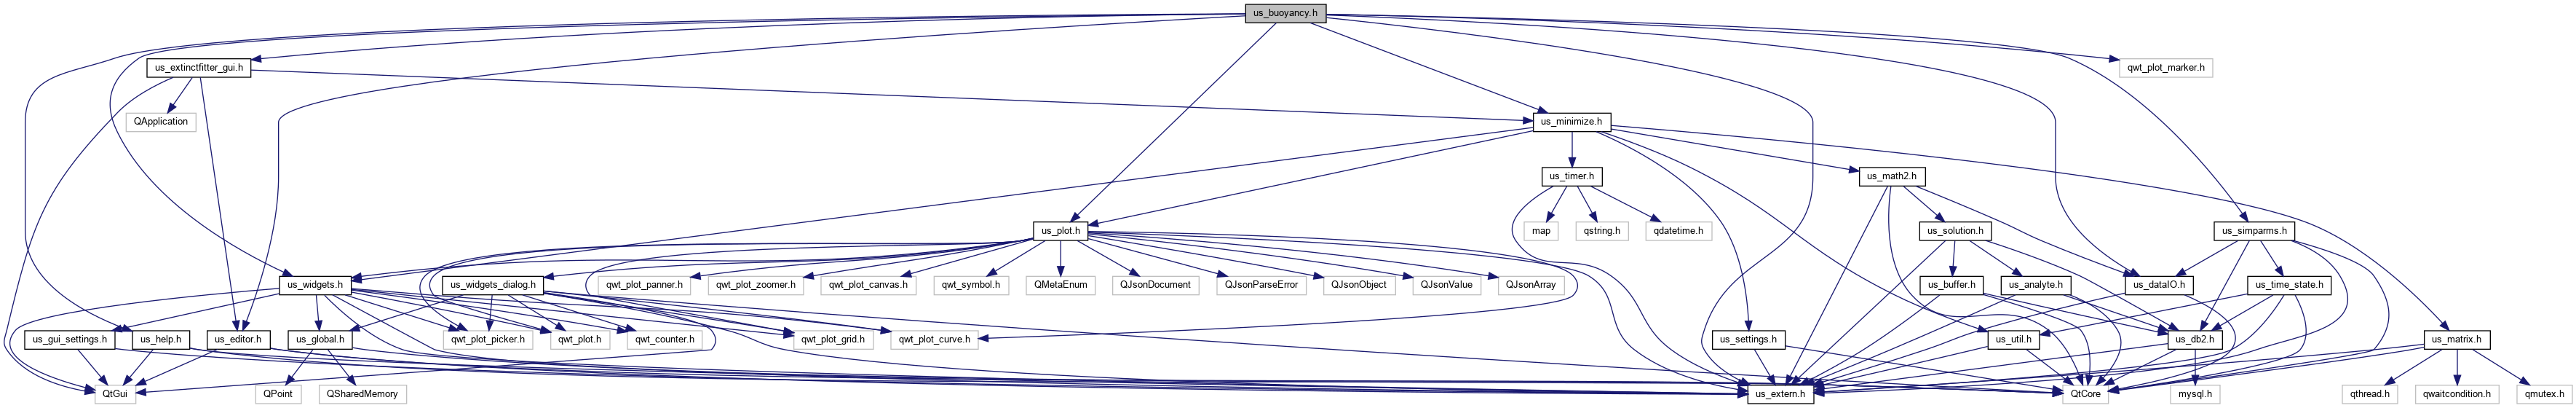 us_buoyancy.h
us_extinctfitter_gui.h
qwt_plot_marker.h
QApplication
us_minimize.h
us_timer.h
us_math2.h
us_plot.h
map
qstring.h
qdatetime.h
us_solution.h
us_simparms.h
us_widgets.h
us_widgets_dialog.h
qwt_plot_panner.h
qwt_plot_zoomer.h
qwt_plot_canvas.h
qwt_symbol.h
QMetaEnum
QJsonDocument
QJsonParseError
QJsonObject
QJsonValue
QJsonArray
us_buffer.h
us_analyte.h
us_dataIO.h
us_time_state.h
us_gui_settings.h
us_help.h
us_editor.h
us_global.h
qwt_plot_picker.h
qwt_plot.h
qwt_counter.h
qwt_plot_grid.h
qwt_plot_curve.h
us_settings.h
us_util.h
us_db2.h
us_matrix.h
QtGui
QPoint
QSharedMemory
us_extern.h
QtCore
mysql.h
qthread.h
qwaitcondition.h
qmutex.h